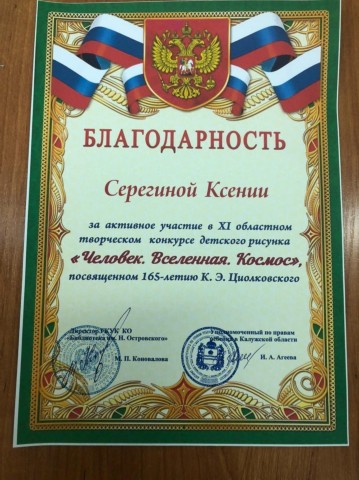 БЛАГОДАРНОСТЬ
Серегиной Ксении
за активное участие в XI областном
творческом конкурсе детского рисунка
«Человек. Вселенная. Космос»,
посвященном 165-летию К. Э. Циолковского
Директор ГКУК КО
«Библиотека им. Н. Островского»
М. П. Коновалова
Уполномоченный по правам
ребенка в Калужской области
И. А. Агеева